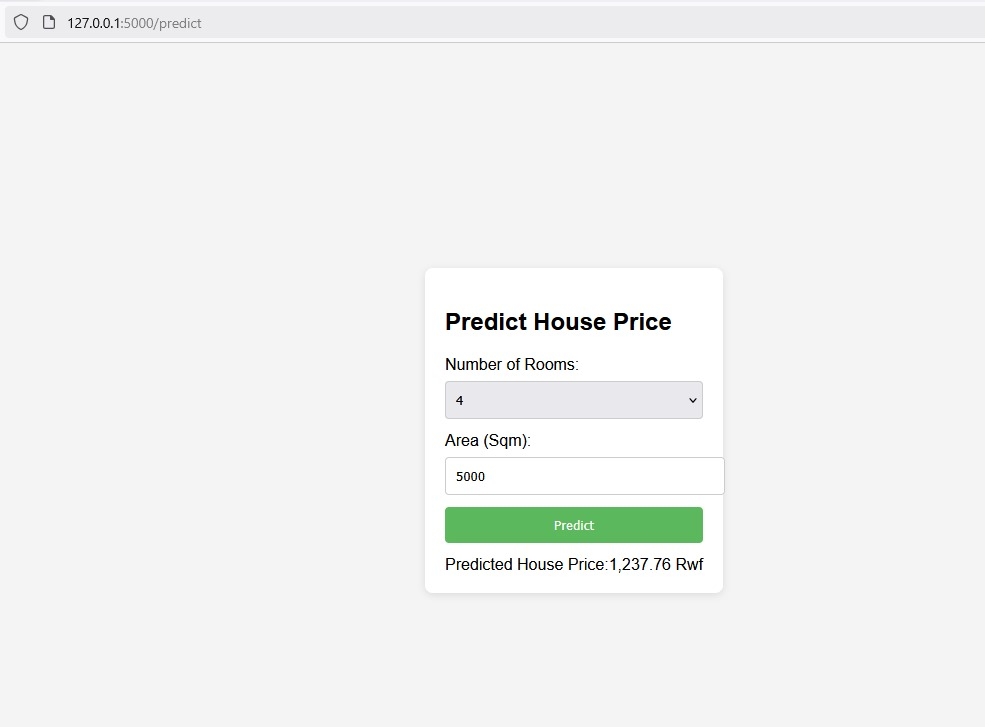 127.0.0.1:5000/predict
Predict House Price
Number of Rooms:
4
Area (Sqm):
5000
Predict
Predicted House Price:1,237.76 Rwf